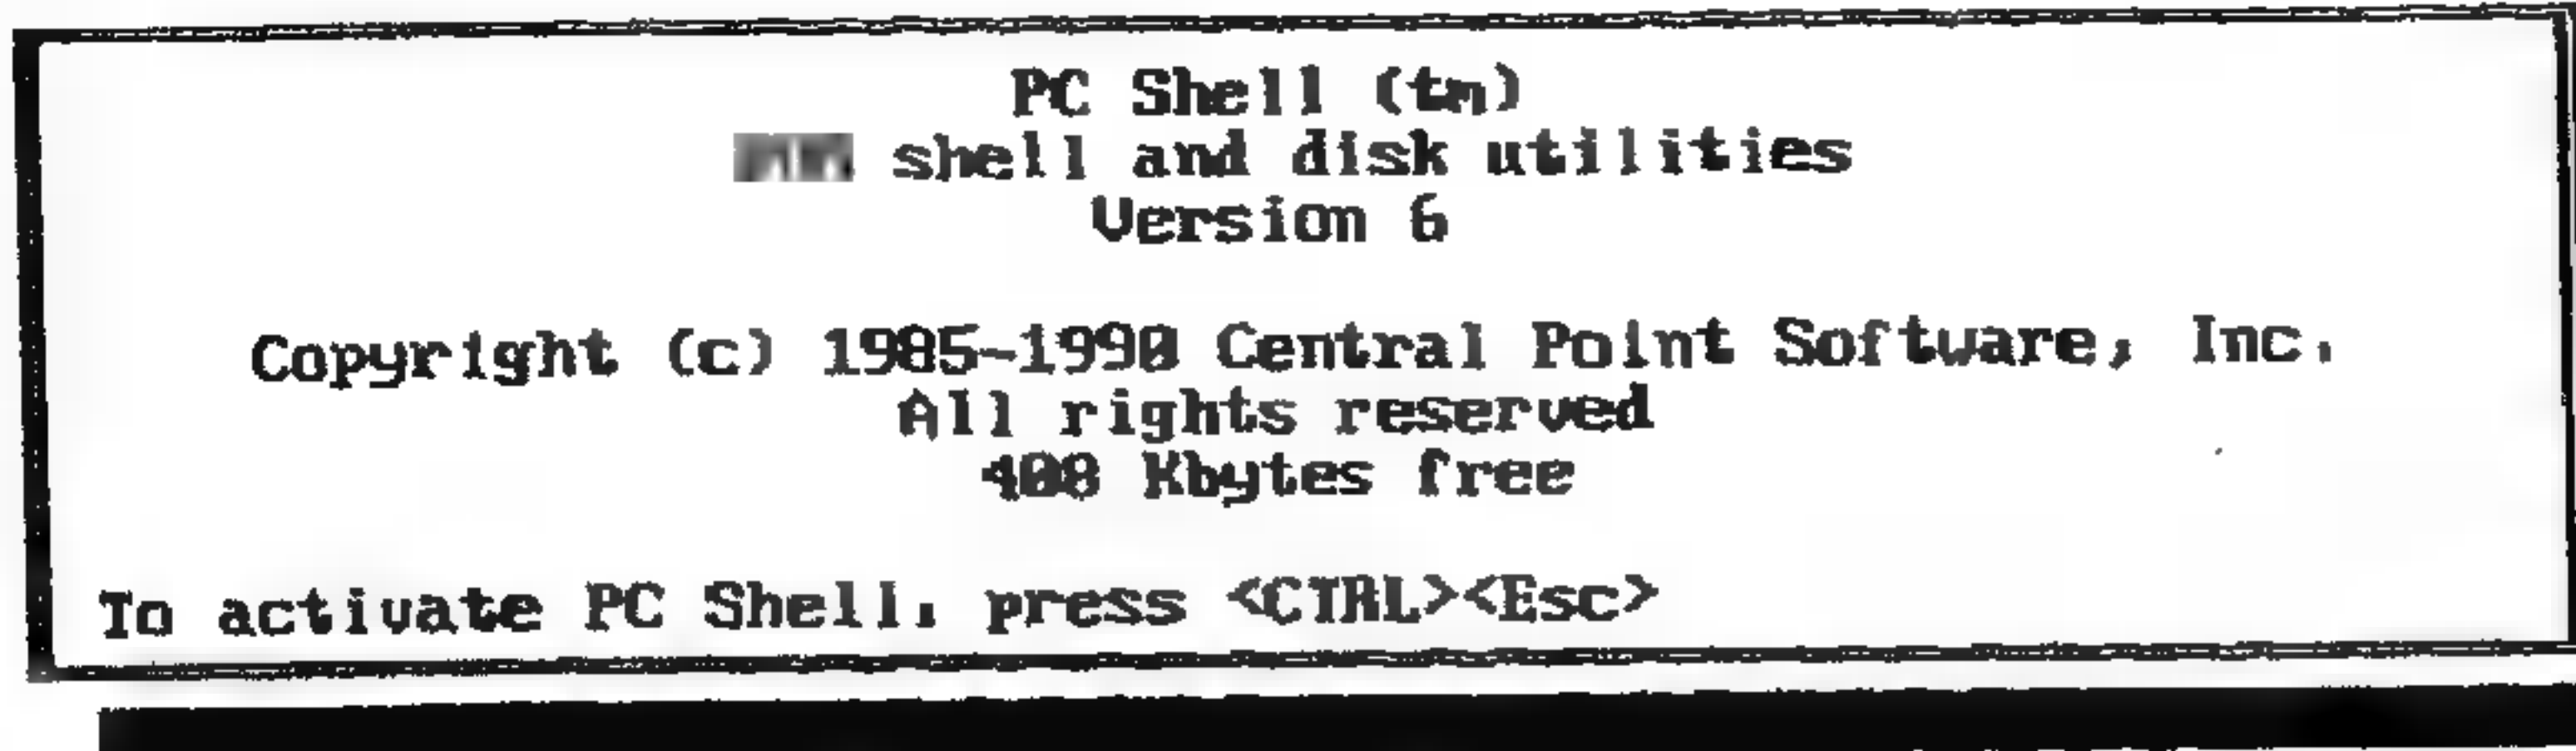 PC Shell (tm)
shell and disk utilities
Version 6
Copyright (c) 1985-1990 Central Point Software, Inc.
All rights reserved
408 Kbytes free
To activate PC Shell, press <CTRL><Esc>